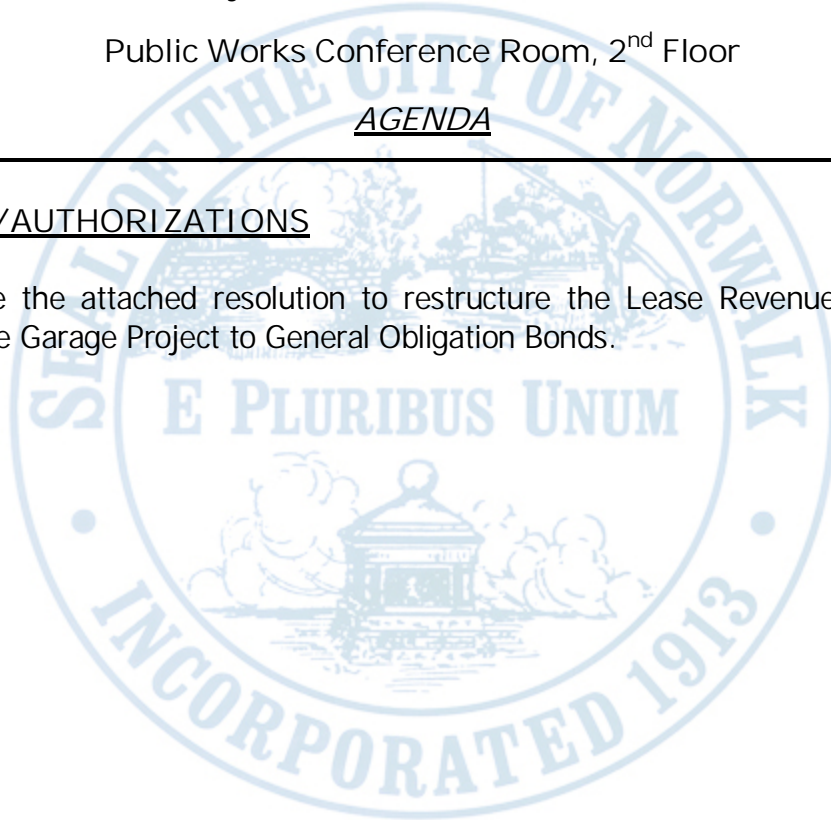 Public Works Conference Room, 2nd Floor
AGENDA
/AUTHORIZATIONS
e the attached resolution to restructure the Lease Revenue
e Garage Project to General Obligation Bonds.
SEAL OF THE CITY OF NORWALK
E PLURIBUS UNUM
INCORPORATED 1913